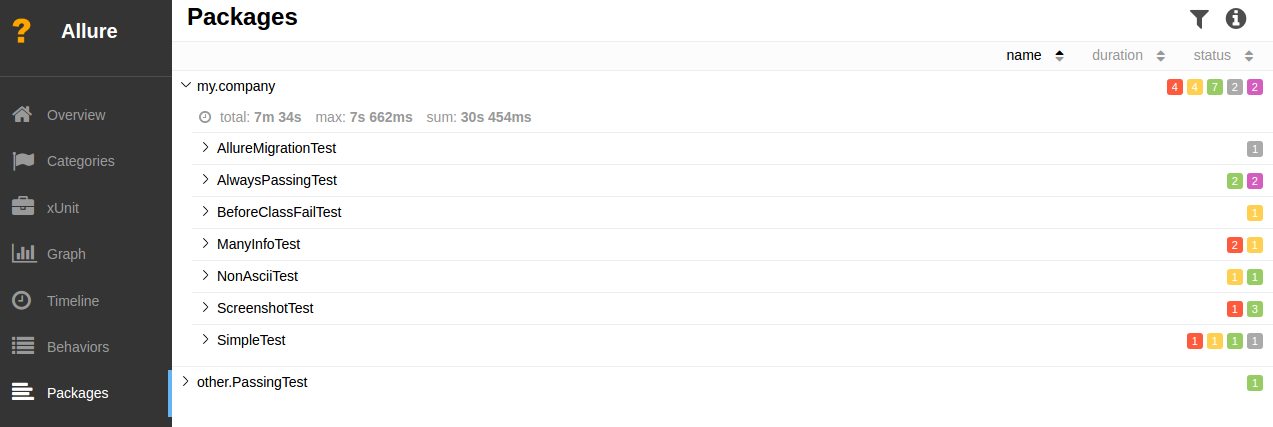 Packages
? Allure
name duration status
my.company 4 4 7 2 2
Overview
total: 7m 34s max: 7s 662ms sum: 30s 454ms
AllureMigrationTest 1
Categories
AlwaysPassingTest 2 2
xUnit
BeforeClassFailTest 1
ManyInfoTest 2 1
Graph
NonAsciiTest 1 1
Timeline
ScreenshotTest 1 3
Behaviors
SimpleTest 1 1 1 1
other.PassingTest 1
Packages